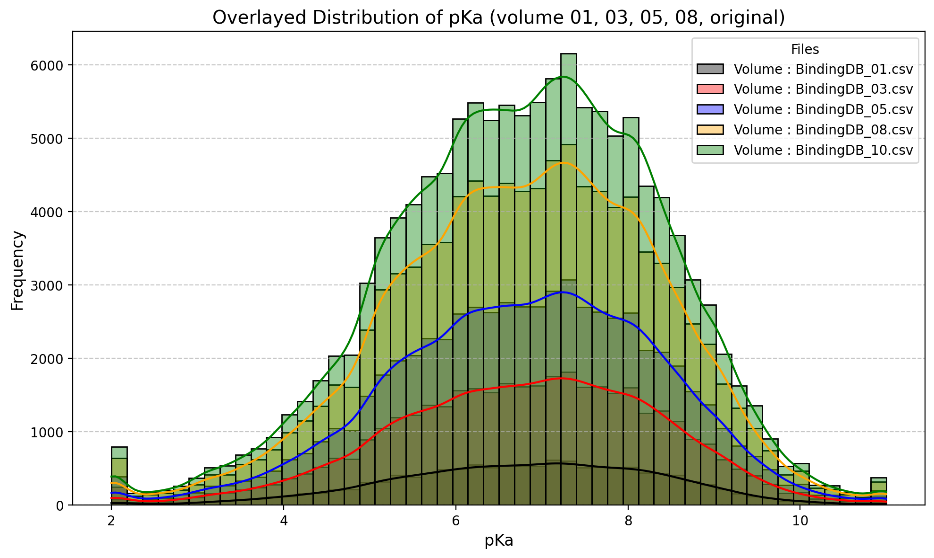 Overlayed Distribution of pKa (volume 01, 03, 05, 08, original)
Files
Volume : BindingDB_01.csv
Volume : BindingDB_03.csv
Volume : BindingDB_05.csv
Volume : BindingDB_08.csv
Volume : BindingDB_10.csv
Frequency
6000
5000
4000
3000
2000
1000
0
2 4 6 8 10
pKa